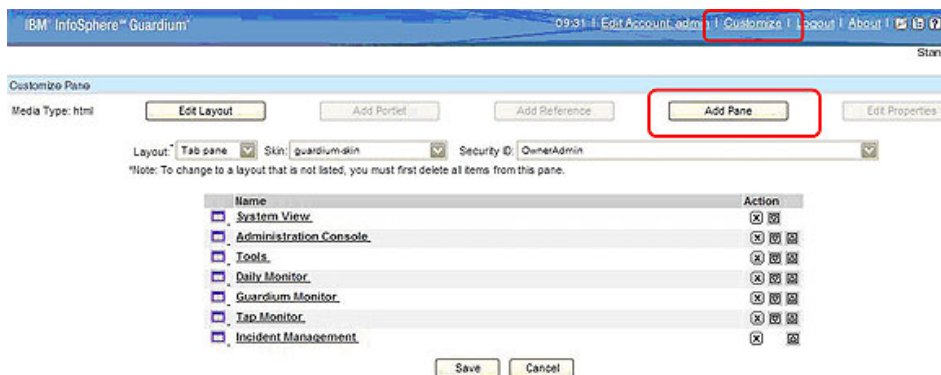 IBM® InfoSphere™ Guardium®
09:31 | Edit Account: admin | Customize | Logout | About |
Stan
Customize Pane
Media Type: html Edit Layout Add Portlet Add Reference Add Pane Edit Properties
Layout:* Tab pane Skin: guardium-skin Security ID: OwnerAdmin
*Note: To change to a layout that is not listed, you must first delete all items from this pane.
Name Action
System View
Administration Console
Tools
Daily Monitor
Guardium Monitor
Tap Monitor
Incident Management
Save Cancel